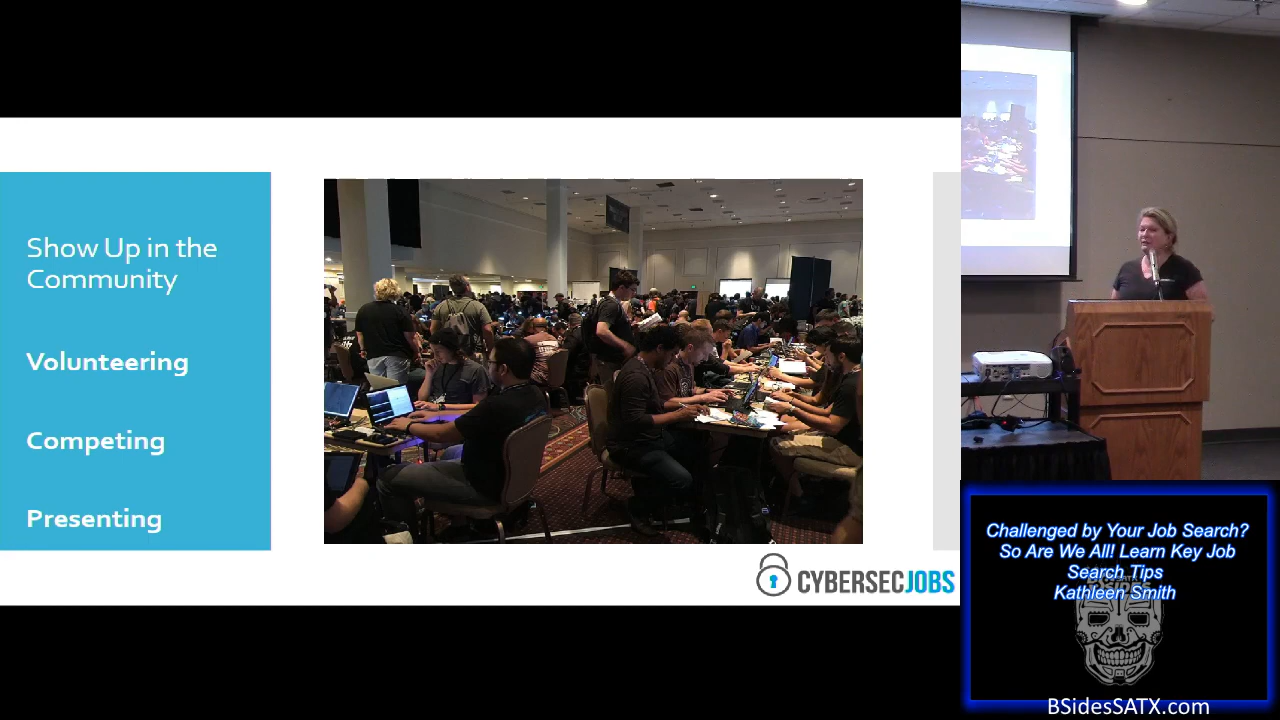 Show Up in the
Community
Volunteering
Competing
Presenting
CYBERSECJOBS
Challenged by Your Job Search?
So Are We All! Learn Key Job
Search Tips
Kathleen Smith
BSidesSATX.com